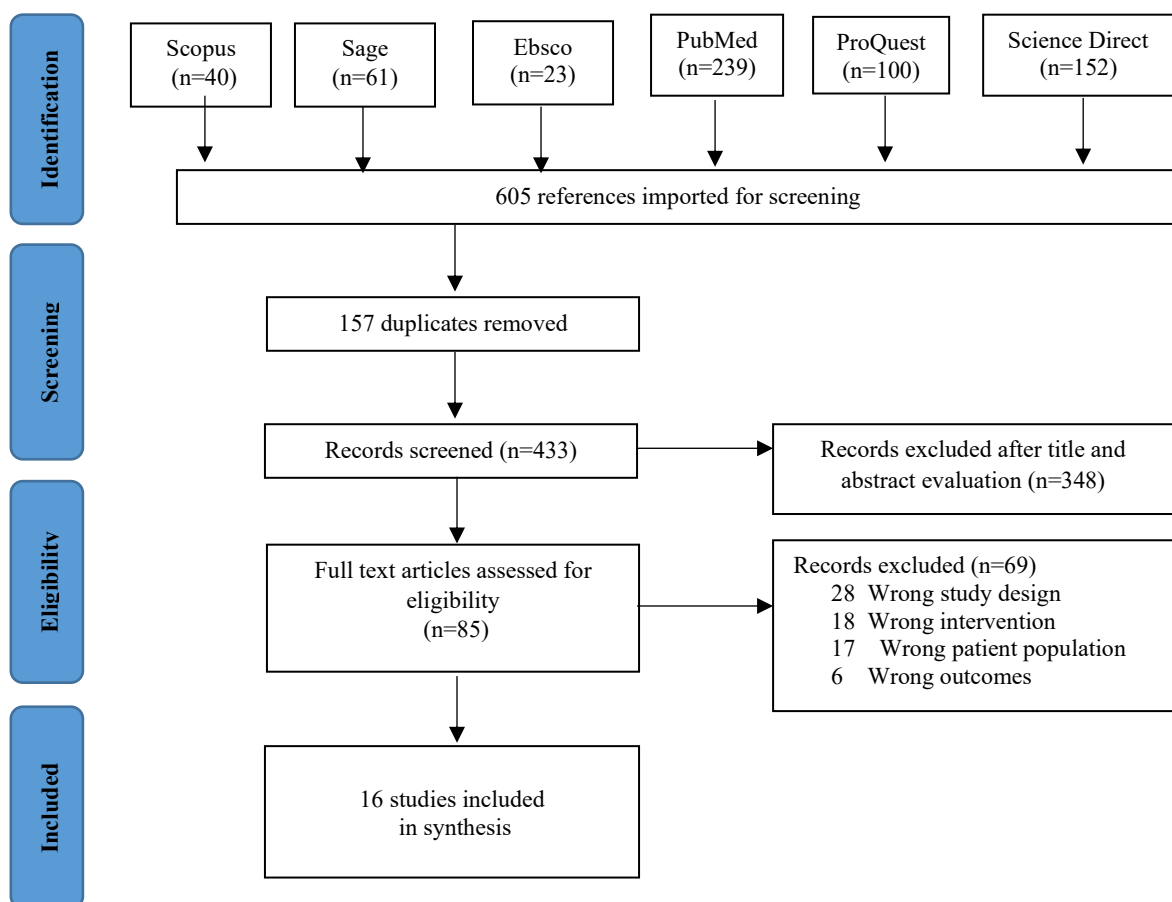 Identification
Scopus
(n=40)
Sage
(n=61)
Ebsco
(n=23)
PubMed
(n=239)
ProQuest
(n=100)
Science Direct
(n=152)
605 references imported for screening
Screening
157 duplicates removed
Records screened (n=433)
Records excluded after title and
abstract evaluation (n=348)
Eligibility
Full text articles assessed for
eligibility
(n=85)
Records excluded (n=69)
28 Wrong study design
18 Wrong intervention
17 Wrong patient population
6 Wrong outcomes
Included
16 studies included
in synthesis